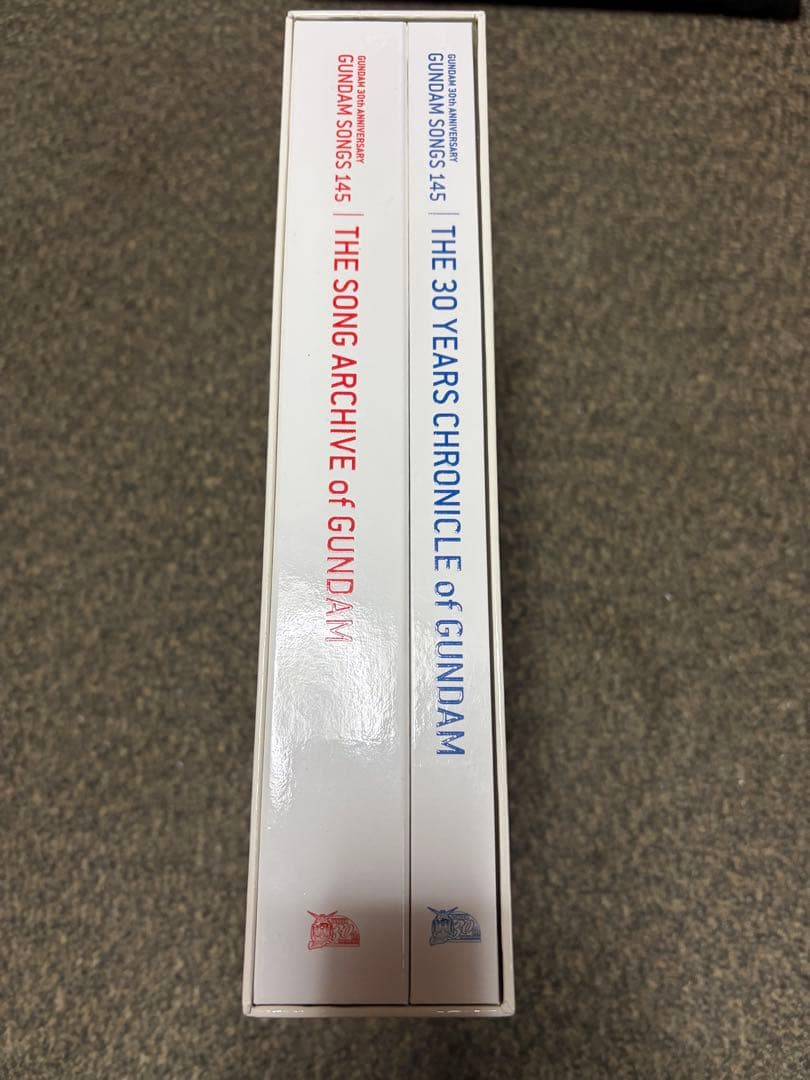 GUNDAM 30th ANNIVERSARY
GUNDAM SONGS 145 | THE SONG ARCHIVE of GUNDAM
GUNDAM 30th ANNIVERSARY
GUNDAM SONGS 145 | THE 30 YEARS CHRONICLE of GUNDAM